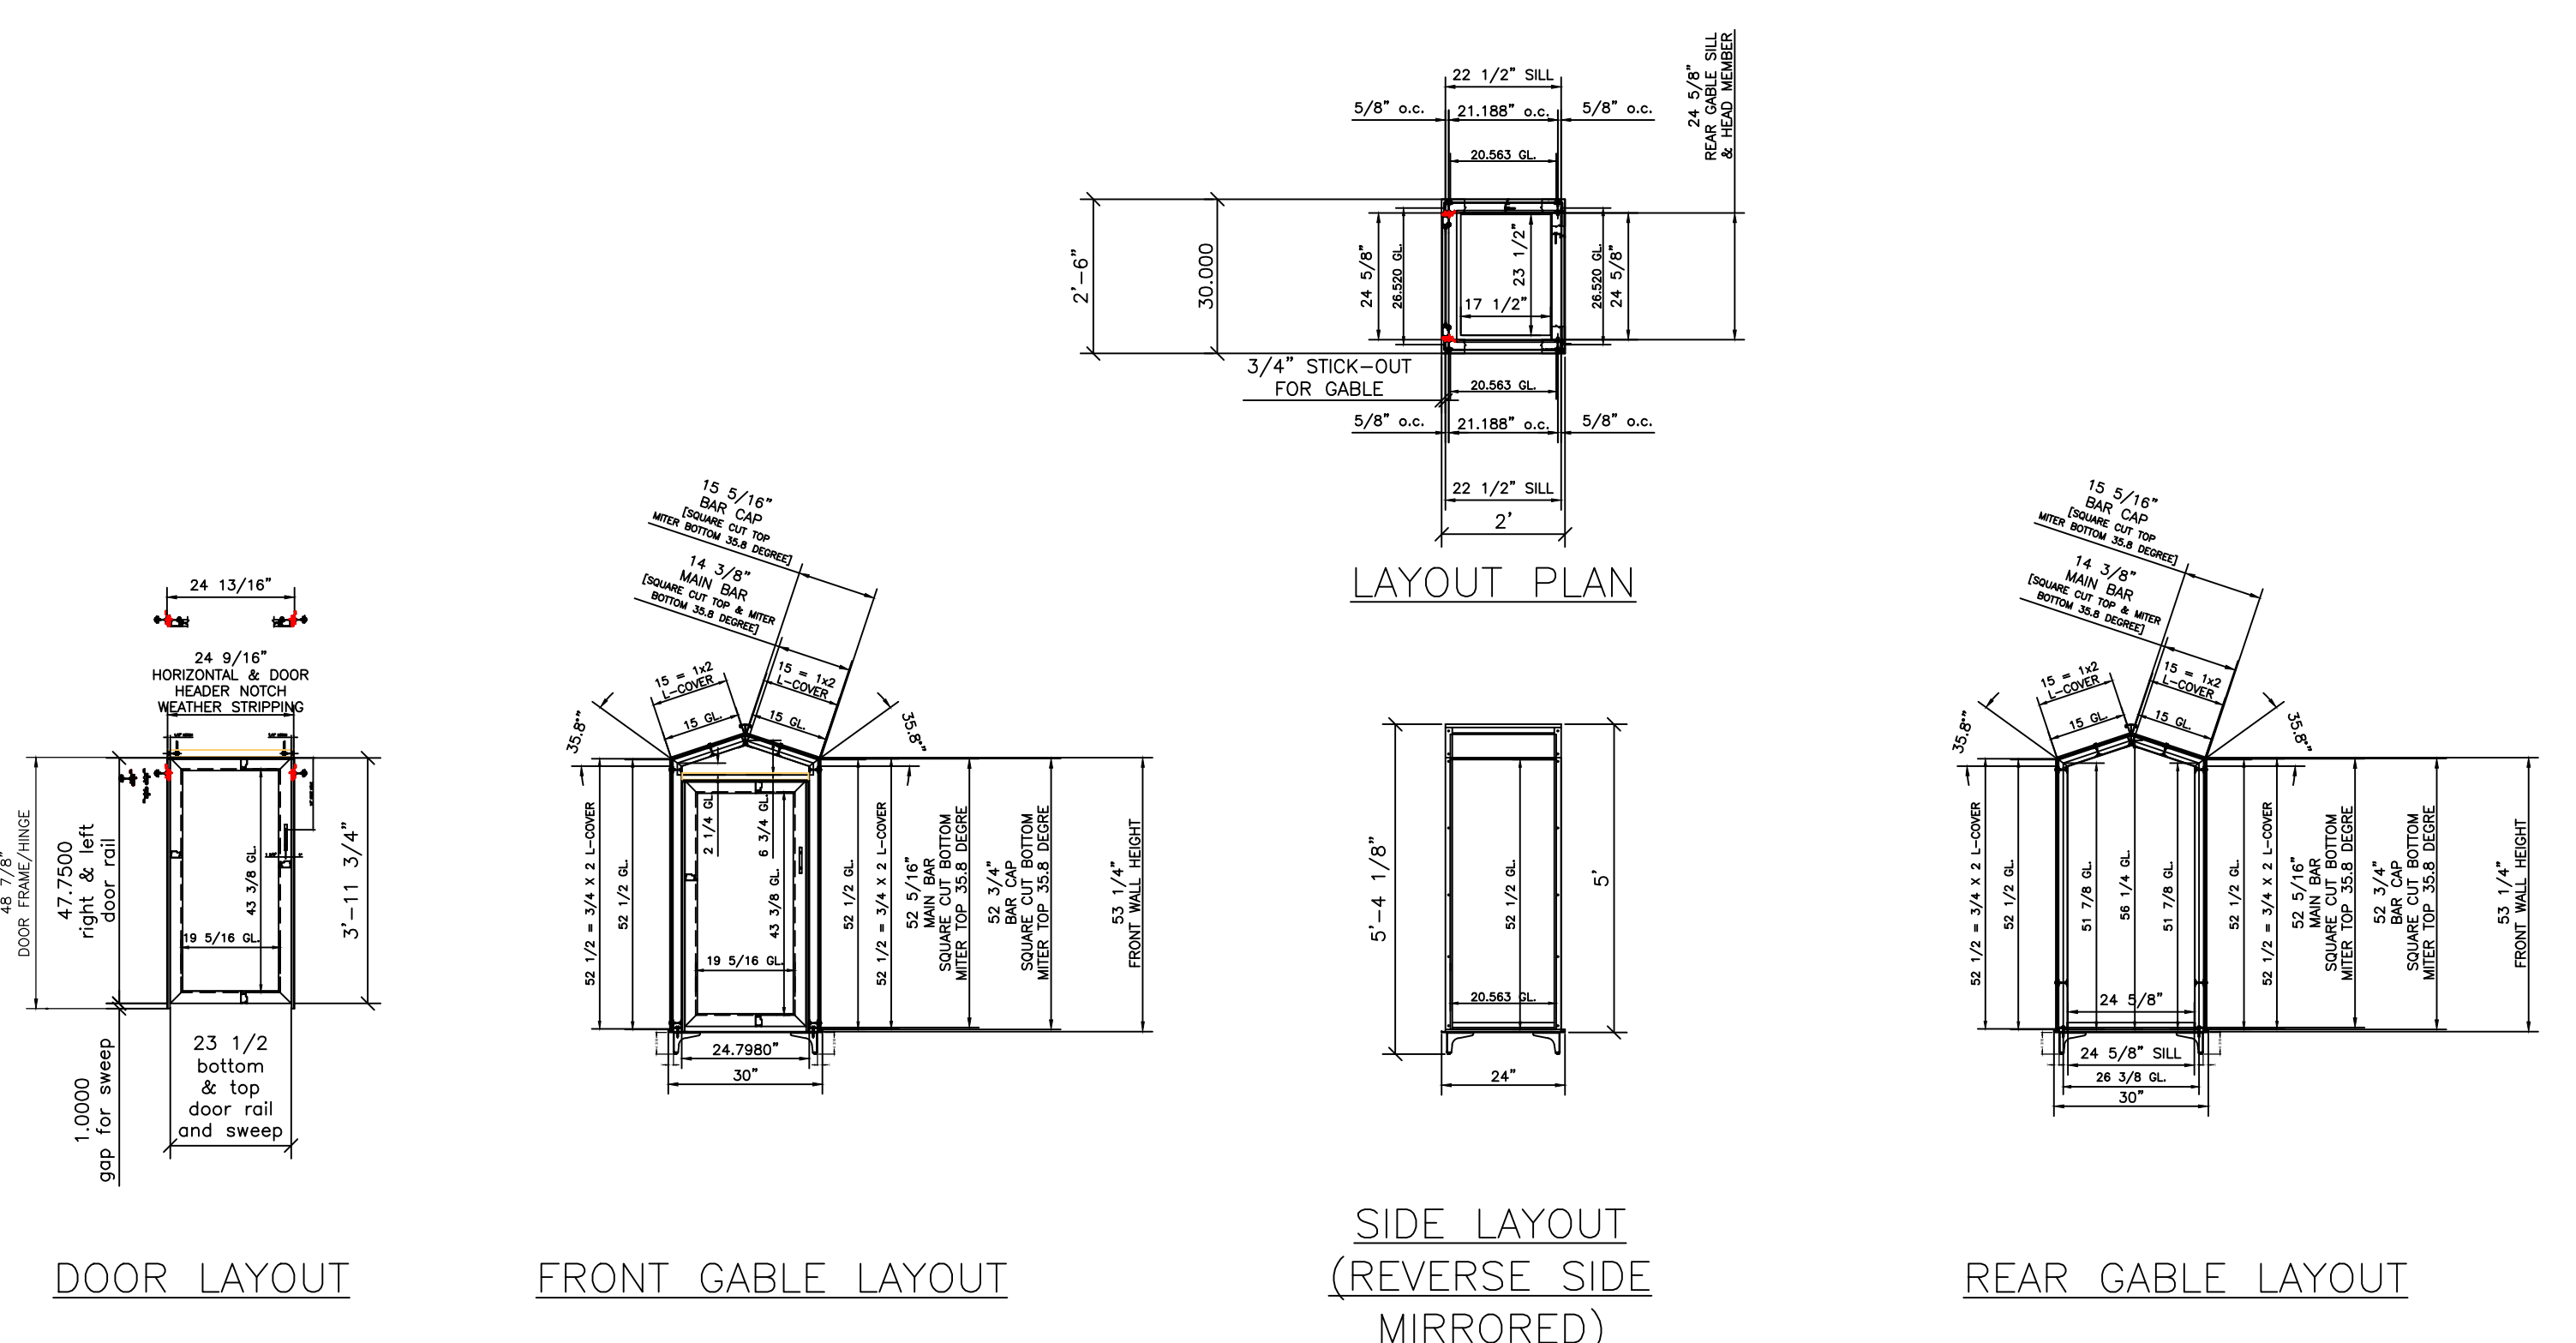 22 1/2" SILL
5/8" o.c.
21.188" o.c.
5/8" o.c.
20.563 GL.
24 5/8"
REAR GABLE SILL
& HEAD MEMBER
2'-6"
30.000
24 5/8"
26.520 GL.
23 1/2"
17 1/2"
26.520 GL.
24 5/8"
3/4" STICK-OUT
FOR GABLE
20.563 GL.
5/8" o.c.
21.188" o.c.
5/8" o.c.
22 1/2" SILL
2'
LAYOUT PLAN
24 13/16"
24 9/16"
HORIZONTAL & DOOR
HEADER NOTCH
WEATHER STRIPPING
48 7/8"
DOOR FRAME/HINGE
47.7500
right & left
door rail
43 3/8 GL.
19 5/16 GL.
3'-11 3/4"
1.0000
gap for sweep
23 1/2
bottom
& top
door rail
and sweep
DOOR LAYOUT
15 5/16"
BAR CAP
[SQUARE CUT TOP
MITER BOTTOM 35.8 DEGREE]
14 3/8"
MAIN BAR
[SQUARE CUT TOP & MITER
BOTTOM 35.8 DEGREE]
15 = 1x2
L-COVER
15 = 1x2
L-COVER
15 GL.
15 GL.
35.8°"
35.8°"
52 1/2 = 3/4 X 2 L-COVER
52 1/2 GL.
2 1/4 GL.
6 3/4 GL.
43 3/8 GL.
19 5/16 GL.
52 1/2 GL.
52 1/2 = 3/4 X 2 L-COVER
52 5/16"
MAIN BAR
SQUARE CUT BOTTOM
MITER TOP 35.8 DEGRE
52 3/4"
BAR CAP
SQUARE CUT BOTTOM
MITER TOP 35.8 DEGRE
53 1/4"
FRONT WALL HEIGHT
24.7980"
30"
FRONT GABLE LAYOUT
5'-4 1/8"
52 1/2 GL.
20.563 GL.
5'
24"
SIDE LAYOUT
(REVERSE SIDE
MIRRORED)
15 5/16"
BAR CAP
[SQUARE CUT TOP
MITER BOTTOM 35.8 DEGREE]
14 3/8"
MAIN BAR
[SQUARE CUT TOP & MITER
BOTTOM 35.8 DEGREE]
15 = 1x2
L-COVER
15 = 1x2
L-COVER
15 GL.
15 GL.
35.8°"
35.8°"
52 1/2 = 3/4 X 2 L-COVER
52 1/2 GL.
51 7/8 GL.
56 1/4 GL.
51 7/8 GL.
24 5/8"
52 1/2 GL.
52 1/2 = 3/4 X 2 L-COVER
52 5/16"
MAIN BAR
SQUARE CUT BOTTOM
MITER TOP 35.8 DEGRE
52 3/4"
BAR CAP
SQUARE CUT BOTTOM
MITER TOP 35.8 DEGRE
53 1/4"
FRONT WALL HEIGHT
24 5/8" SILL
26 3/8 GL.
30"
REAR GABLE LAYOUT